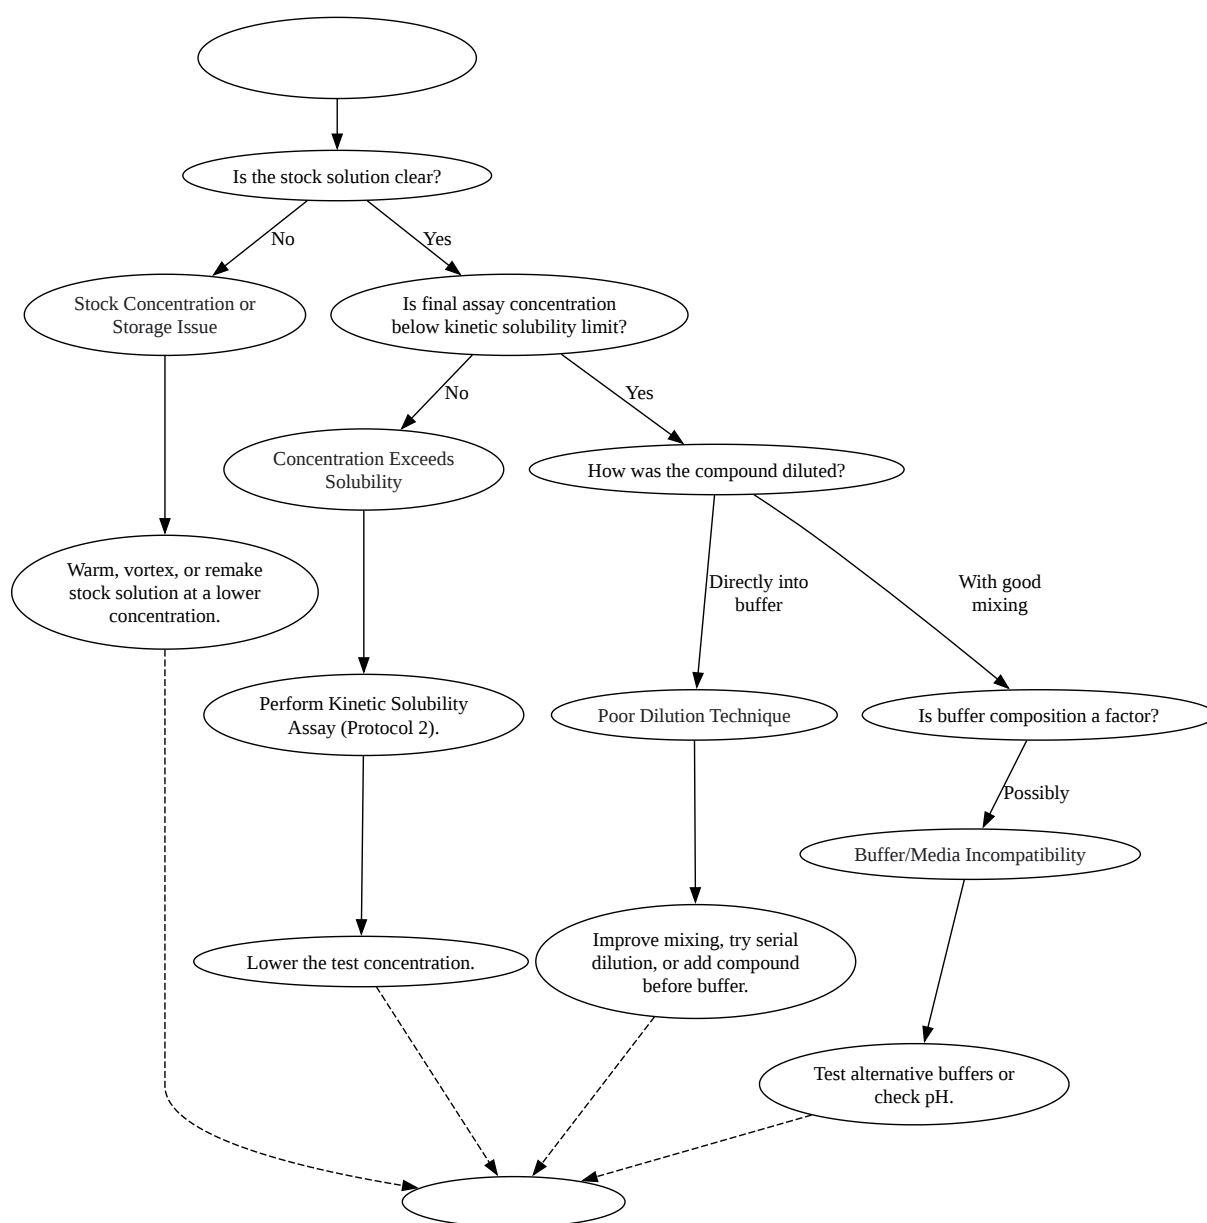 Is the stock solution clear?
No
Yes
Stock Concentration or
Storage Issue
Is final assay concentration
below kinetic solubility limit?
No
Yes
Concentration Exceeds
Solubility
How was the compound diluted?
Warm, vortex, or remake
stock solution at a lower
concentration.
Directly into
buffer
With good
mixing
Perform Kinetic Solubility
Assay (Protocol 2).
Poor Dilution Technique
Is buffer composition a factor?
Possibly
Buffer/Media Incompatibility
Lower the test concentration.
Improve mixing, try serial
dilution, or add compound
before buffer.
Test alternative buffers or
check pH.